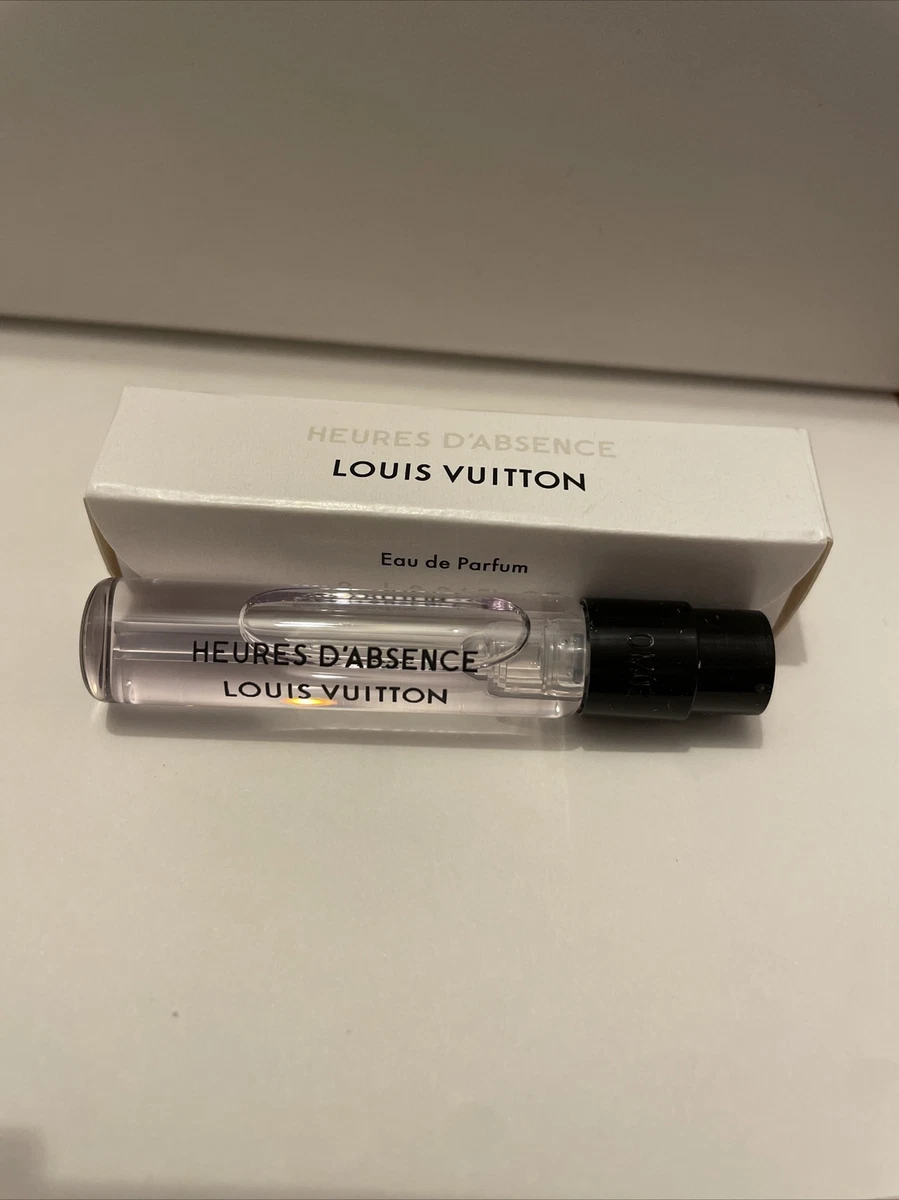 HEURES D'ABSENCE
LOUIS VUITTON
Eau de Parfum
HEURES D'ABSENCE
LOUIS VUITTON